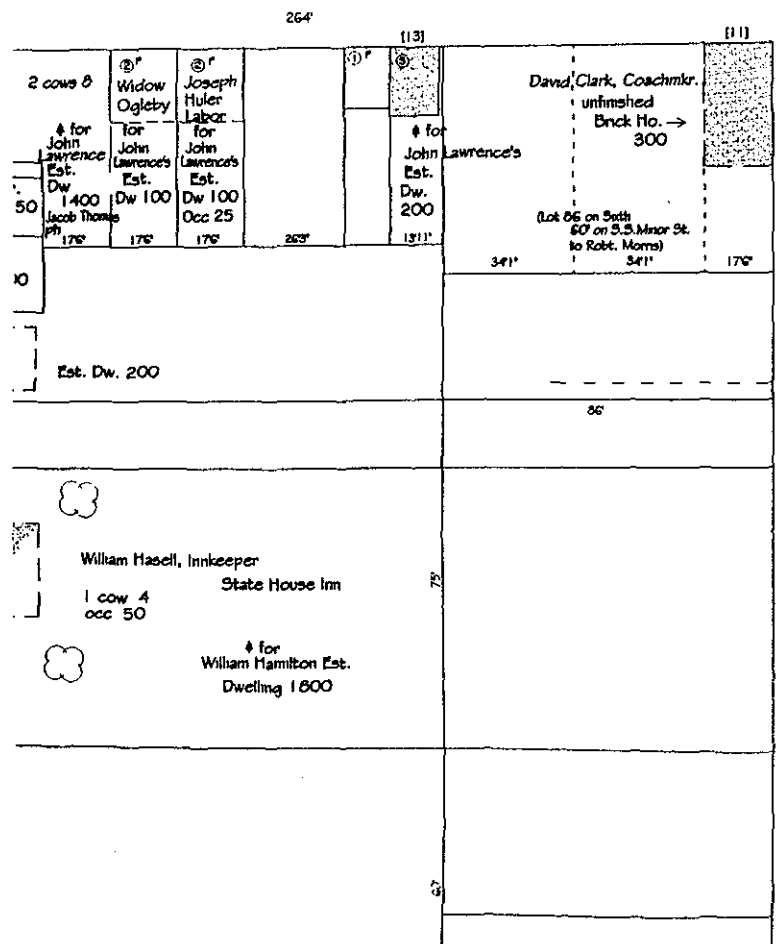 264'
[13]
[11]
2 cows 8
② F
Widow
Ogleby
② F
Joseph
Huler
Labor
① F
⑤
David Clark, Coachmkr.
unfinished
Brick Ho. →
300
for
John
Lawrence
Est.
Dw
1400
Jacob Thomas
ph
for
John
Lawrence's
Est.
Dw 100
for
John
Lawrence's
Est.
Dw 100
Occ 25
for
John Lawrence's
Est.
Dw.
200
50
(Lot 86 on Sixth
60' on S.S. Minor St.
to Robt. Morris)
17'6"
17'6"
17'6"
26'3"
13'11"
34'1"
34'1"
17'6"
Est. Dw. 200
86'
William Hasell, Innkeeper
State House Inn
1 cow 4
occ 50
75'
for
William Hamilton Est.
Dwelling 1800